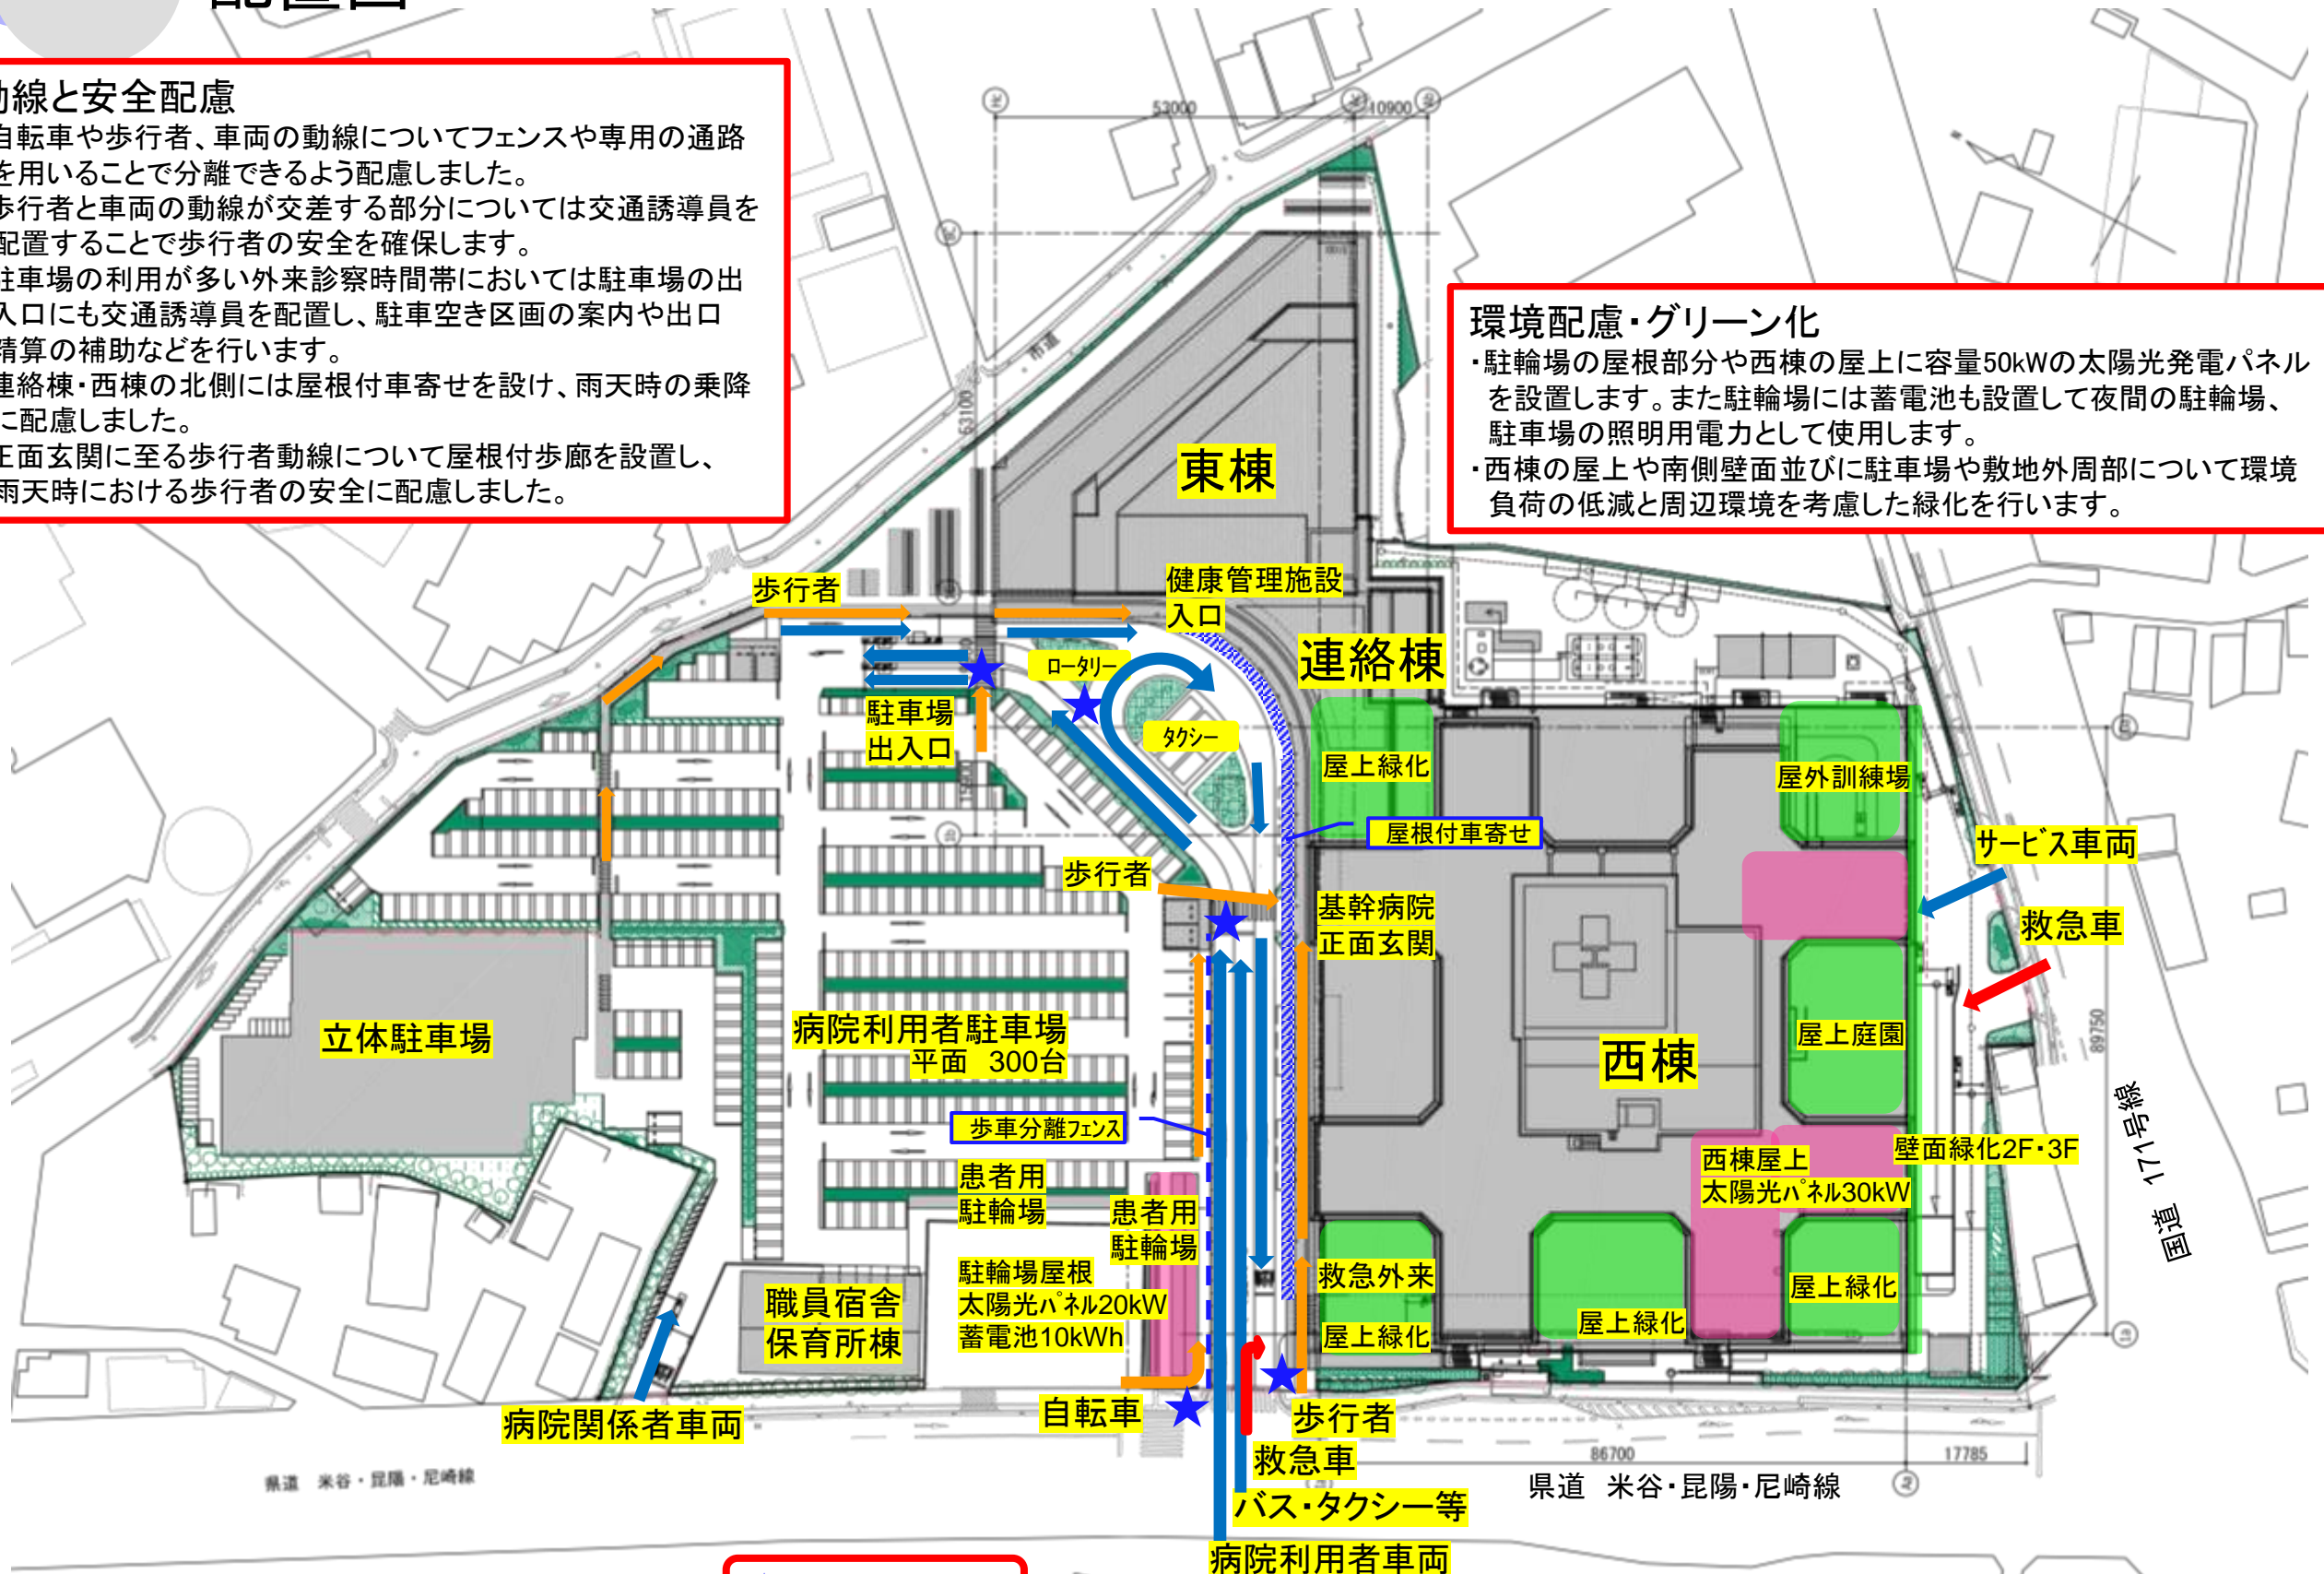 配置図
動線と安全配慮
自転車や歩行者、車両の動線についてフェンスや専用の通路
を用いることで分離できるよう配慮しました。
歩行者と車両の動線が交差する部分については交通誘導員を
配置することで歩行者の安全を確保します。
駐車場の利用が多い外来診察時間帯においては駐車場の出
入口にも交通誘導員を配置し、駐車空き区画の案内や出口
精算の補助などを行います。
連絡棟・西棟の北側には屋根付車寄せを設け、雨天時の乗降
に配慮しました。
正面玄関に至る歩行者動線について屋根付歩廊を設置し、
雨天時における歩行者の安全に配慮しました。
環境配慮・グリーン化
・駐輪場の屋根部分や西棟の屋上に容量50kWの太陽光発電パネル
を設置します。また駐輪場には蓄電池も設置して夜間の駐輪場、
駐車場の照明用電力として使用します。
・西棟の屋上や南側壁面並びに駐車場や敷地外周部について環境
負荷の低減と周辺環境を考慮した緑化を行います。
53000
10900
市道
63100
東棟
歩行者
健康管理施設
入口
連絡棟
ロータリー
駐車場
出入口
タクシー
屋上緑化
屋外訓練場
屋根付車寄せ
サービス車両
歩行者
基幹病院
正面玄関
救急車
立体駐車場
病院利用者駐車場
平面 300台
西棟
屋上庭園
89750
歩車分離フェンス
壁面緑化2F・3F
国道 171号線
患者用
駐輪場
患者用
駐輪場
西棟屋上
太陽光パネル30kW
駐輪場屋根
太陽光パネル20kW
蓄電池10kWh
職員宿舎
保育所棟
救急外来
屋上緑化
屋上緑化
屋上緑化
病院関係者車両
自転車
歩行者
救急車
86700
17785
県道 米谷・昆陽・尼崎線
県道 米谷・昆陽・尼崎線
バス・タクシー等
病院利用者車両